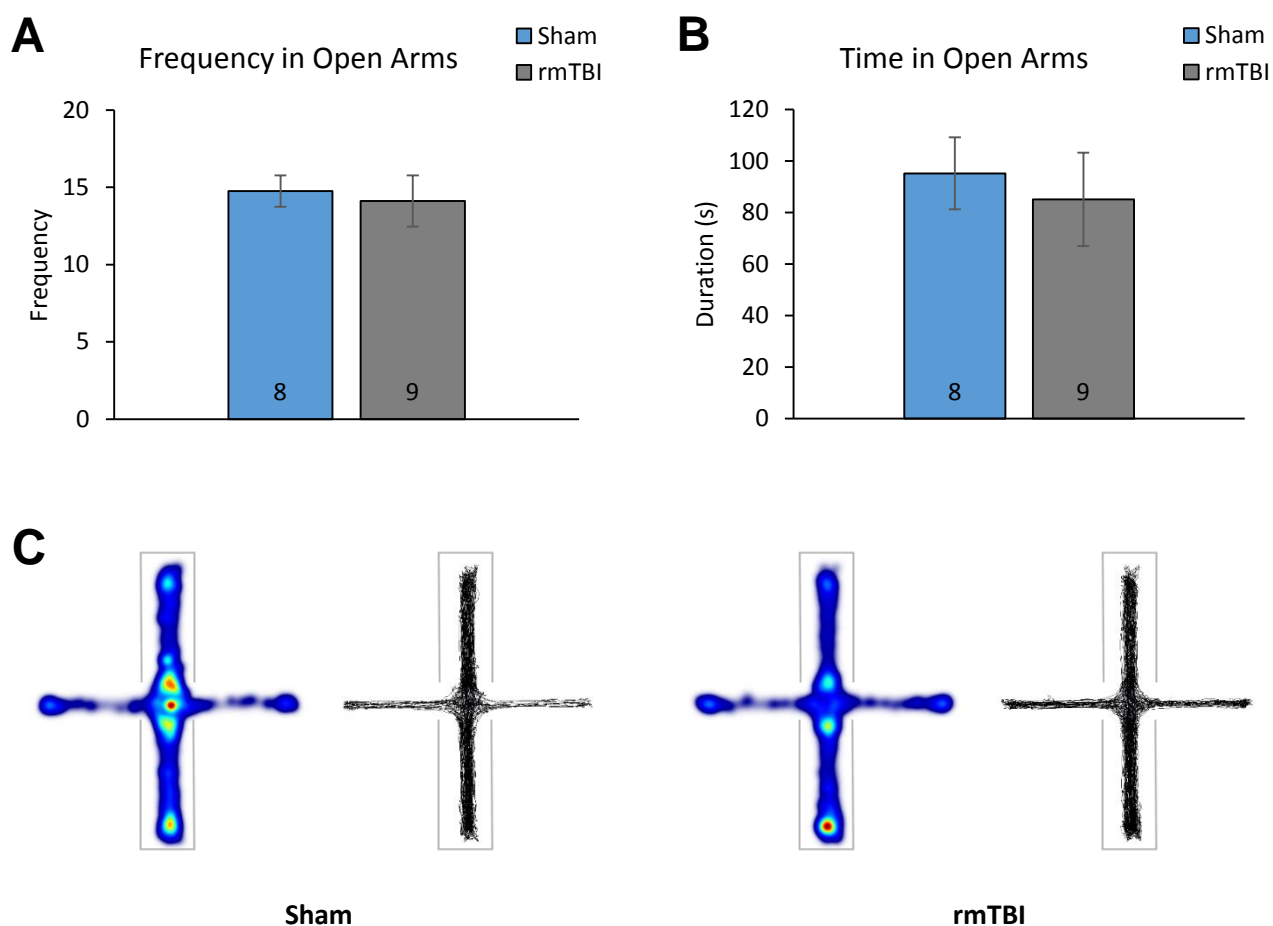 A
Frequency in Open Arms
Sham
rmTBI
20
15
10
5
0
Frequency
8
9
B
Time in Open Arms
Sham
rmTBI
120
100
80
60
40
20
0
Duration (s)
8
9
C
Sham
rmTBI